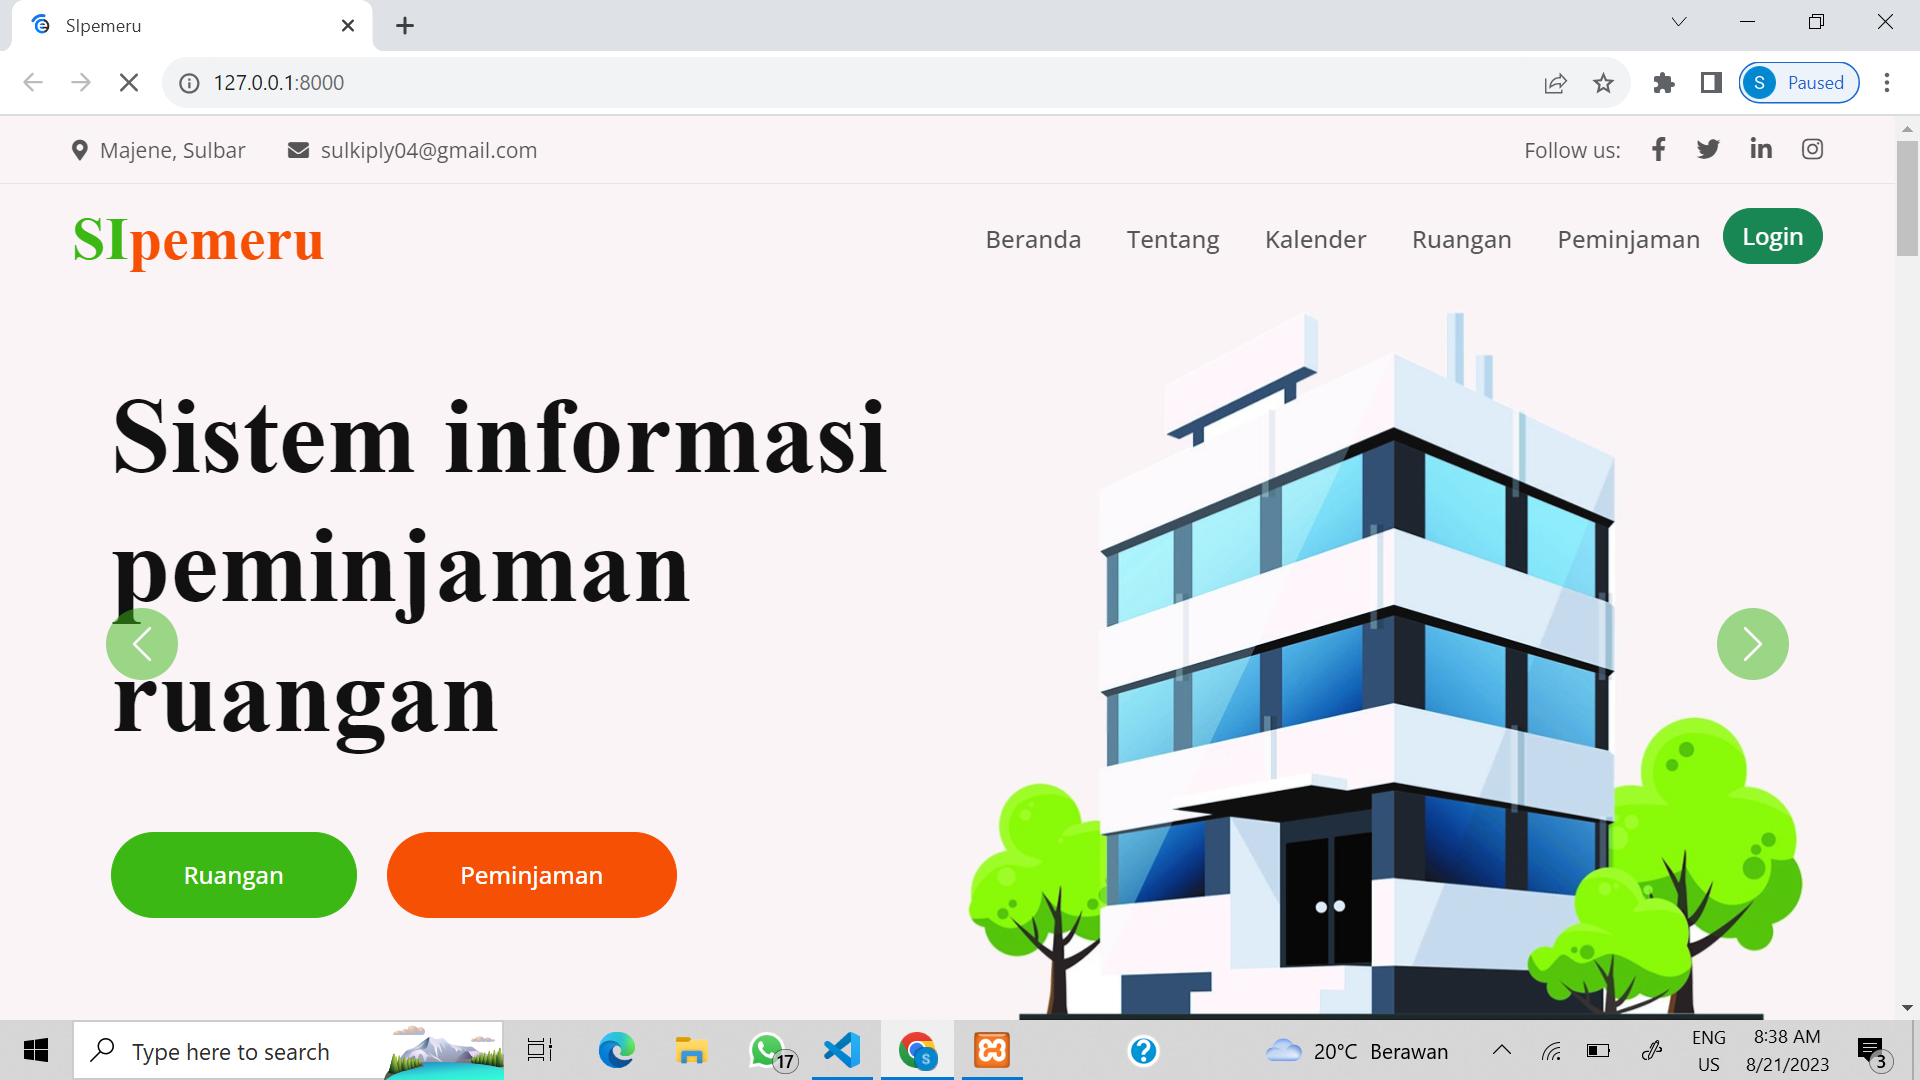 SIpemeru
127.0.0.1:8000
S Paused
Majene, Sulbar sulkiply04@gmail.com Follow us:
SIpemeru Beranda Tentang Kalender Ruangan Peminjaman Login
Sistem informasi
peminjaman
ruangan
Ruangan Peminjaman
Type here to search 17 S 20°C Berawan ENG 8:38 AM
US 8/21/2023 3